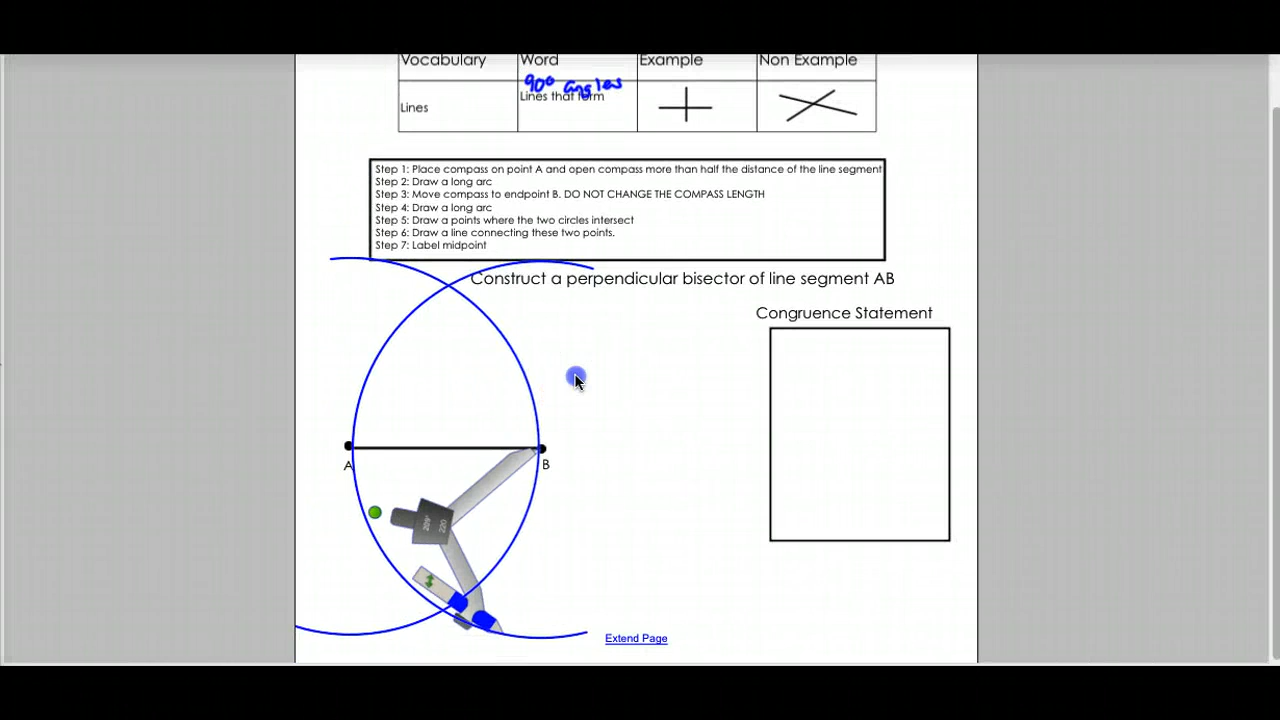 Vocabulary Word Example Non Example
90° angles
Lines Lines that form
Step 1: Place compass on point A and open compass more than half the distance of the line segment
Step 2: Draw a long arc
Step 3: Move compass to endpoint B. DO NOT CHANGE THE COMPASS LENGTH
Step 4: Draw a long arc
Step 5: Draw a points where the two circles intersect
Step 6: Draw a line connecting these two points.
Step 7: Label midpoint
Construct a perpendicular bisector of line segment AB
Congruence Statement
A B
Extend Page